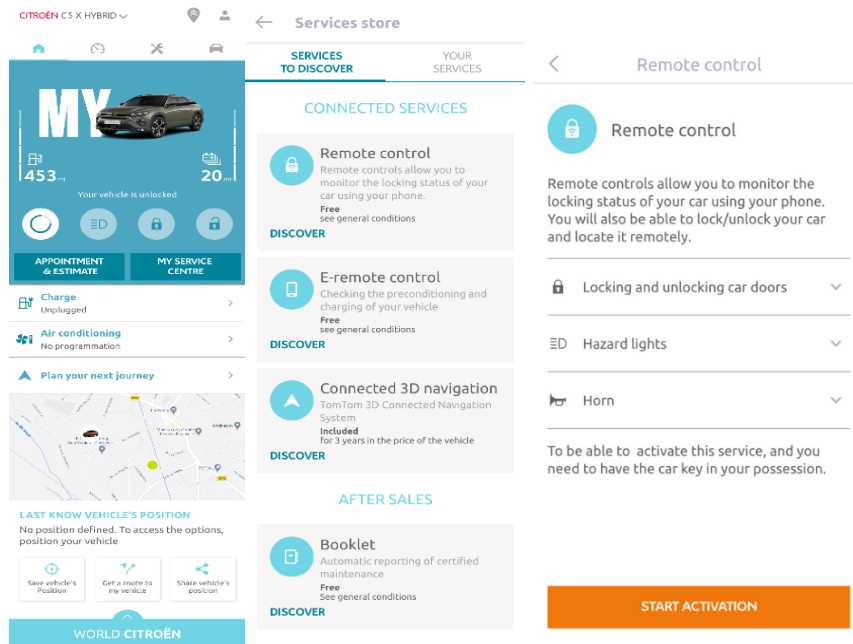 CITROËN C5 X HYBRID
MY
453 mi
20 mi
Your vehicle is unlocked
APPOINTMENT
& ESTIMATE
MY SERVICE
CENTRE
Charge
Unplugged
Air conditioning
No programmation
Plan your next journey
LAST KNOW VEHICLE'S POSITION
No position defined. To access the options,
position your vehicle
Save vehicle's
Position
Get a route to
my vehicle
Share vehicle's
position
WORLD CITROËN
Services store
SERVICES
TO DISCOVER
YOUR
SERVICES
CONNECTED SERVICES
Remote control
Remote controls allow you to
monitor the locking status of your
car using your phone.
Free
see general conditions
DISCOVER
E-remote control
Checking the preconditioning and
charging of your vehicle
Free
see general conditions
DISCOVER
Connected 3D navigation
TomTom 3D Connected Navigation
System
Included
for 3 years in the price of the vehicle
DISCOVER
AFTER SALES
Booklet
Automatic reporting of certified
maintenance
Free
See general conditions
DISCOVER
Remote control
Remote control
Remote controls allow you to monitor the
locking status of your car using your phone.
You will also be able to lock/unlock your car
and locate it remotely.
Locking and unlocking car doors
Hazard lights
Horn
To be able to activate this service, and you
need to have the car key in your possession.
START ACTIVATION